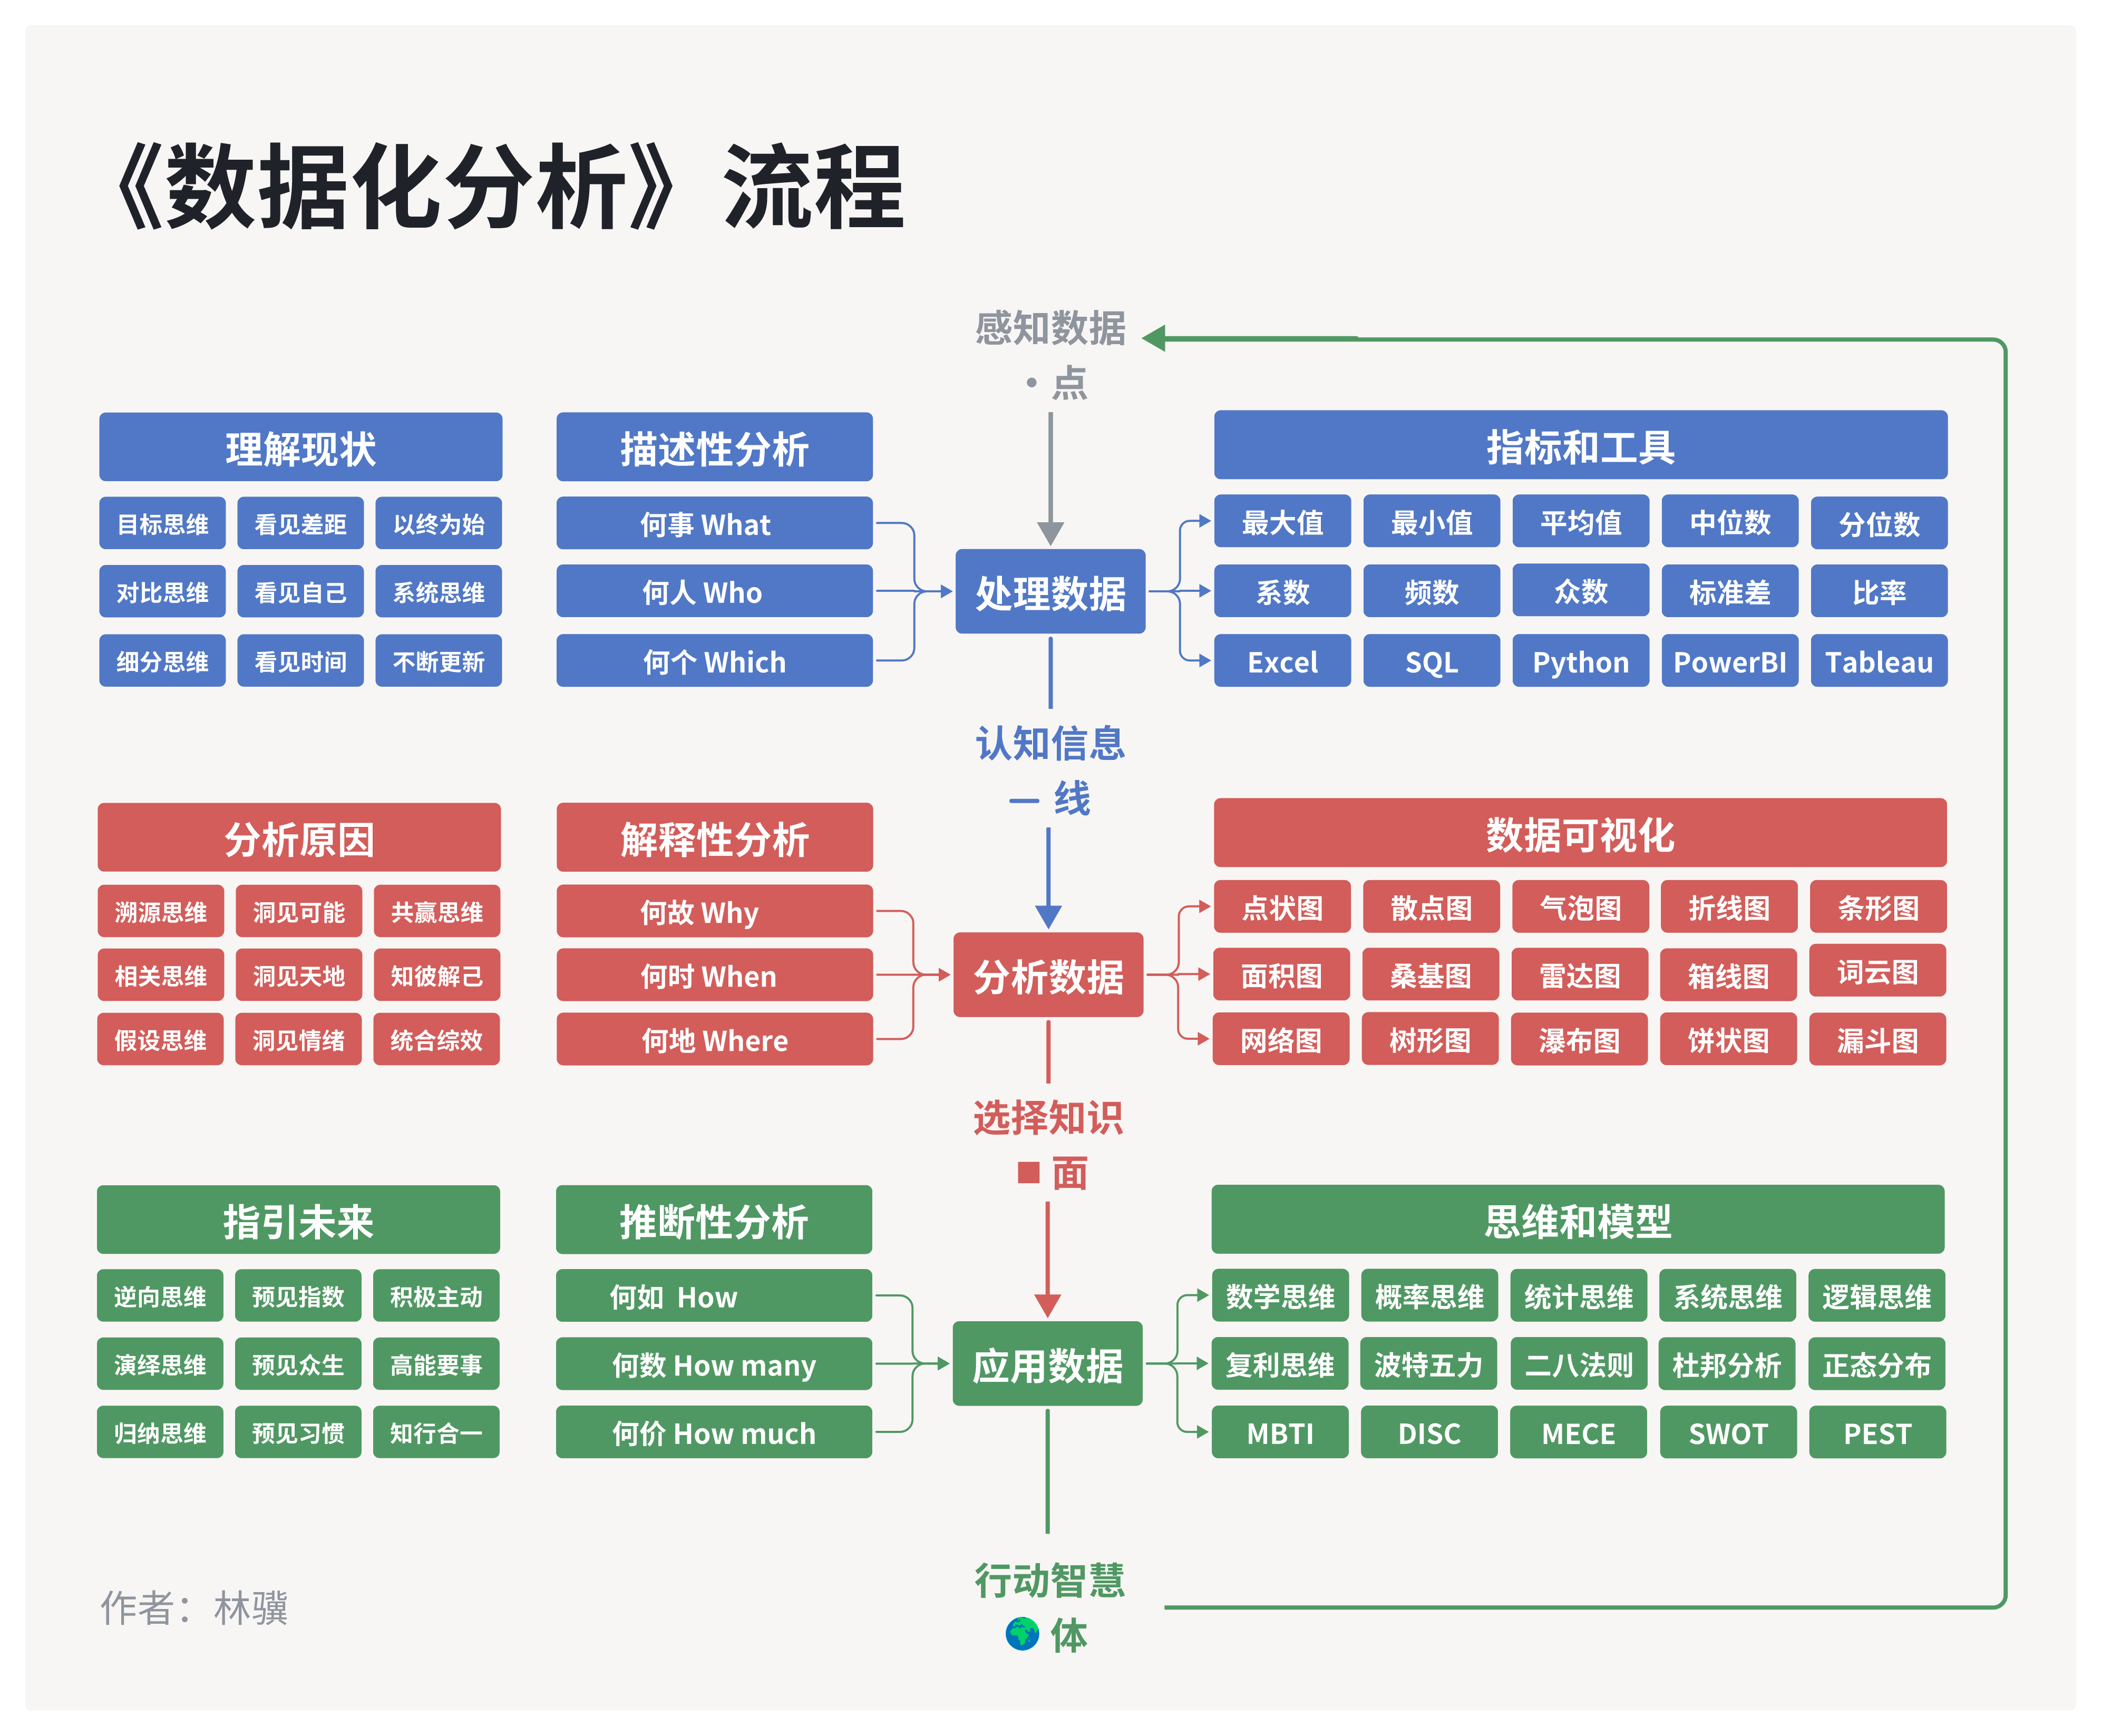 《数据化分析》流程
感知数据
• 点
理解现状
目标思维 看见差距 以终为始
对比思维 看见自己 系统思维
细分思维 看见时间 不断更新
描述性分析
何事 What
何人 Who
何个 Which
处理数据
指标和工具
最大值 最小值 平均值 中位数 分位数
系数 频数 众数 标准差 比率
Excel SQL Python PowerBI Tableau
认知信息
— 线
分析原因
溯源思维 洞见可能 共赢思维
相关思维 洞见天地 知彼解己
假设思维 洞见情绪 统合综效
解释性分析
何故 Why
何时 When
何地 Where
分析数据
数据可视化
点状图 散点图 气泡图 折线图 条形图
面积图 桑基图 雷达图 箱线图 词云图
网络图 树形图 瀑布图 饼状图 漏斗图
选择知识
■ 面
指引未来
逆向思维 预见指数 积极主动
演绎思维 预见众生 高能要事
归纳思维 预见习惯 知行合一
推断性分析
何如 How
何数 How many
何价 How much
应用数据
思维和模型
数学思维 概率思维 统计思维 系统思维 逻辑思维
复利思维 波特五力 二八法则 杜邦分析 正态分布
MBTI DISC MECE SWOT PEST
行动智慧
🌍 体
作者：林骥